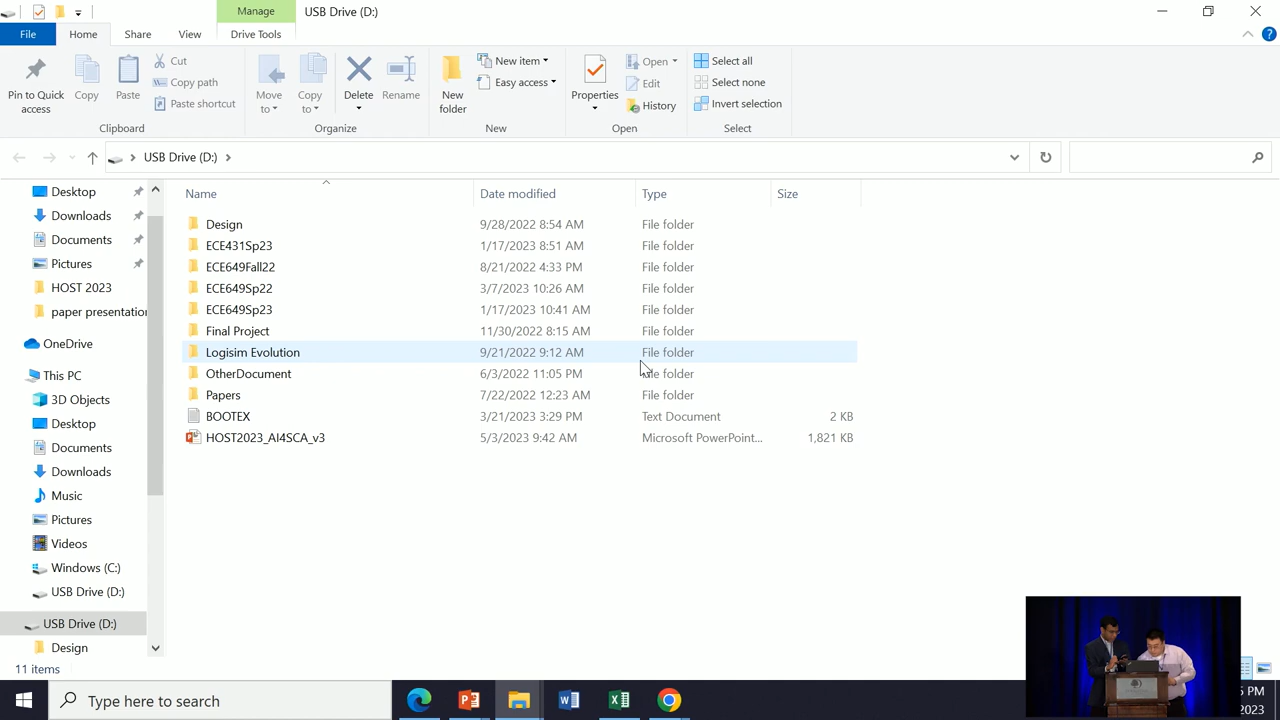 Manage
USB Drive (D:)
File
Home
Share
View
Drive Tools
Pin to Quick access
Copy
Paste
Cut
Copy path
Paste shortcut
Clipboard
Move to
Copy to
Delete
Rename
Organize
New folder
New item
Easy access
New
Properties
Open
Edit
History
Open
Select all
Select none
Invert selection
Select
USB Drive (D:)
Name Date modified Type Size
Design 9/28/2022 8:54 AM File folder
ECE431Sp23 1/17/2023 8:51 AM File folder
ECE649Fall22 8/21/2022 4:33 PM File folder
ECE649Sp22 3/7/2023 10:26 AM File folder
ECE649Sp23 1/17/2023 10:41 AM File folder
Final Project 11/30/2022 8:15 AM File folder
Logisim Evolution 9/21/2022 9:12 AM File folder
OtherDocument 6/3/2022 11:05 PM File folder
Papers 7/22/2022 12:23 AM File folder
BOOTEX 3/21/2023 3:29 PM Text Document 2 KB
HOST2023_AI4SCA_v3 5/3/2023 9:42 AM Microsoft PowerPoint... 1,821 KB
Desktop
Downloads
Documents
Pictures
HOST 2023
paper presentation
OneDrive
This PC
3D Objects
Desktop
Documents
Downloads
Music
Pictures
Videos
Windows (C:)
USB Drive (D:)
USB Drive (D:)
Design
11 items
Type here to search